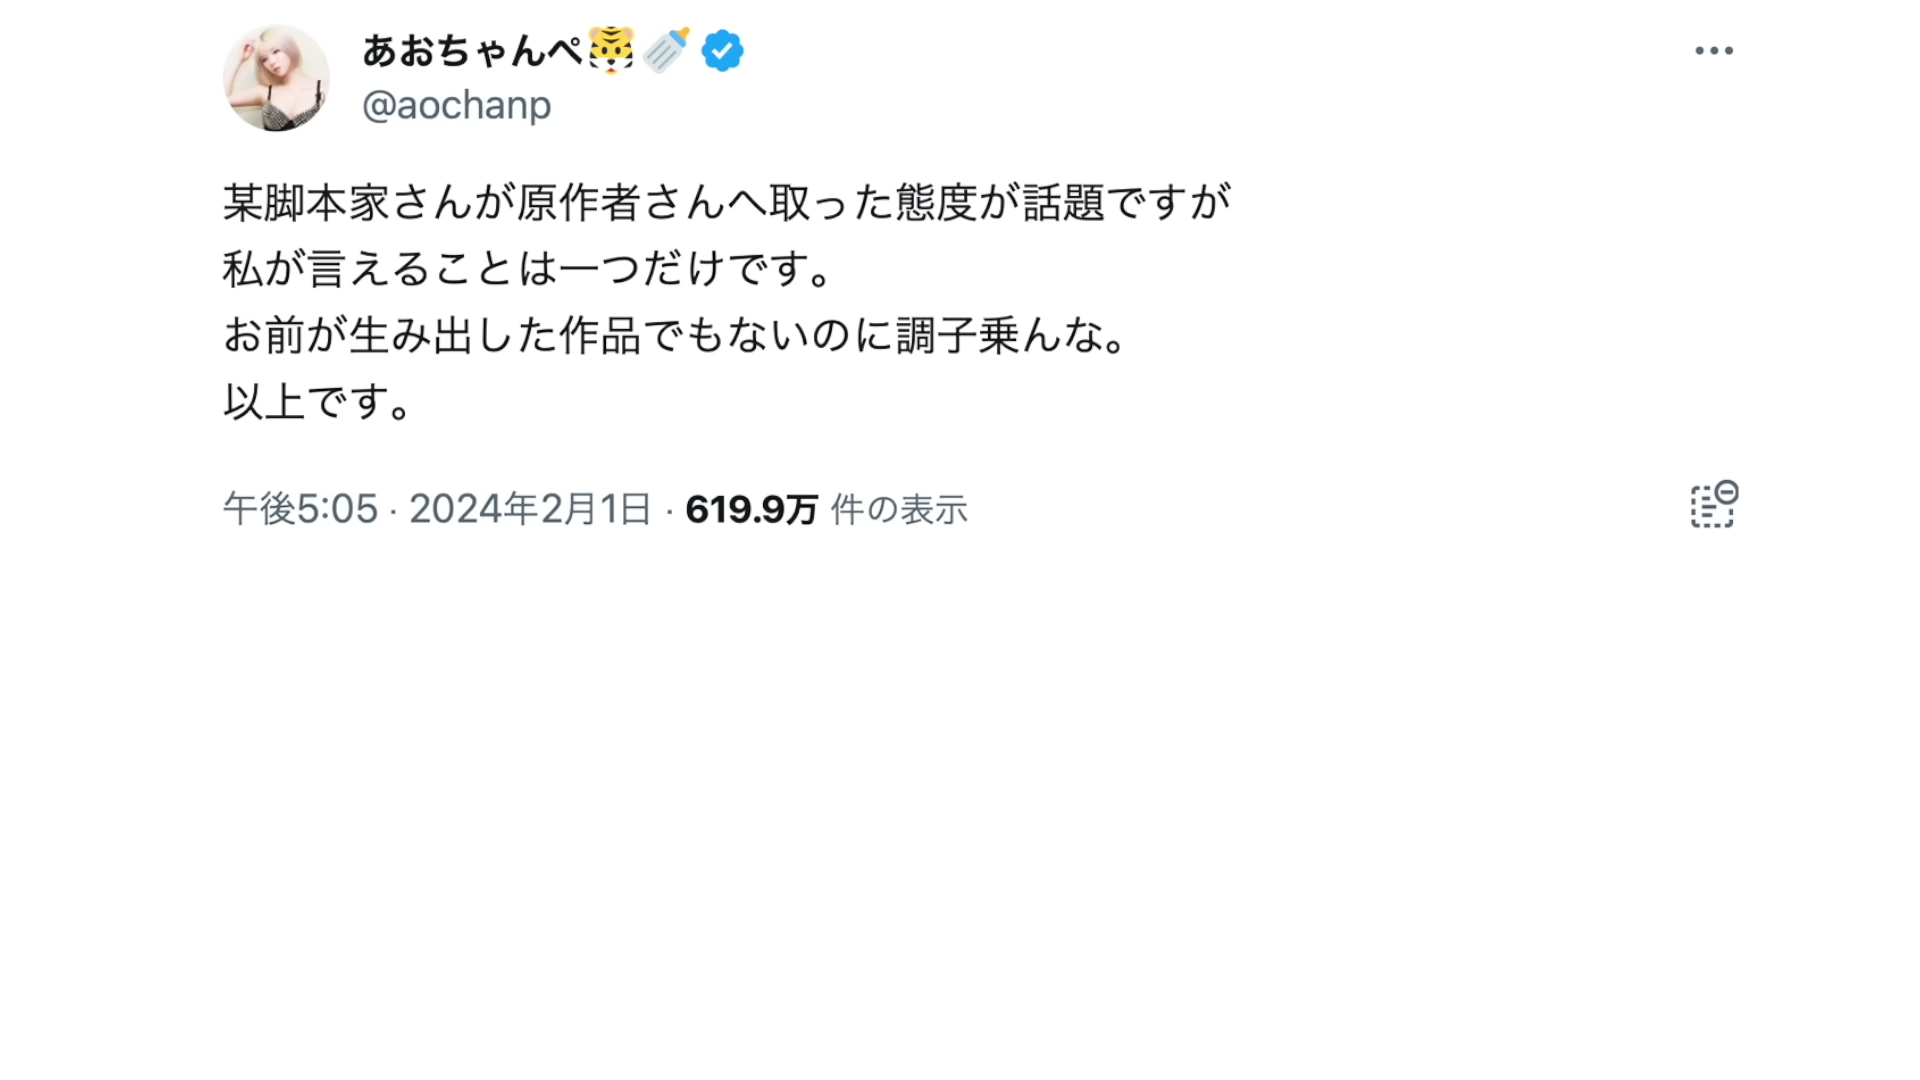 あおちゃんぺ🐯🍼
@aochanp
某脚本家さんが原作者さんへ取った態度が話題ですが
私が言えることは一つだけです。
お前が生み出した作品でもないのに調子乗んな。
以上です。
午後5:05 · 2024年2月1日 · 619.9万 件の表示